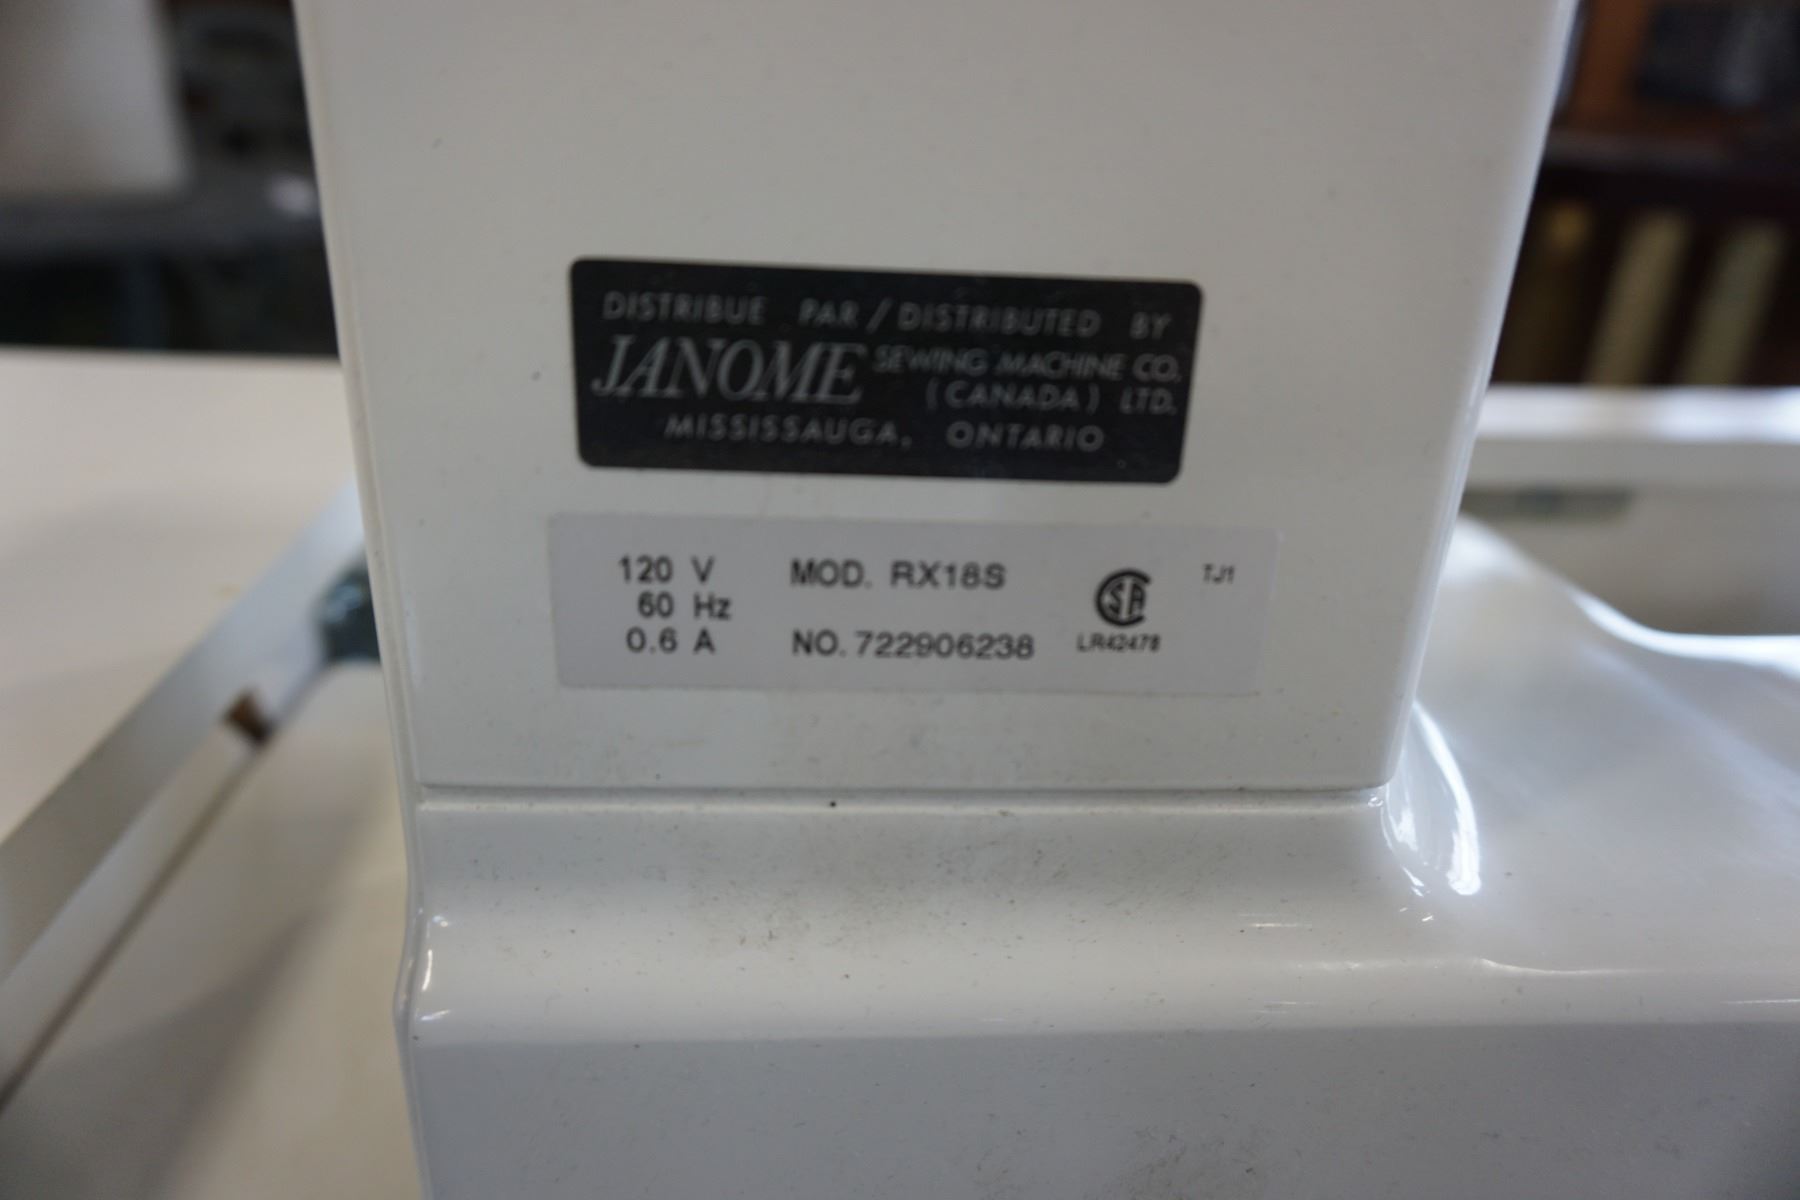 DISTRIBUE PAR / DISTRIBUTED BY
JANOME SEWING MACHINE CO.
(CANADA) LTD.
MISSISSAUGA, ONTARIO
120 V MOD. RX18S TJ1
60 Hz CSA
0.6 A NO. 722906238 LR42478